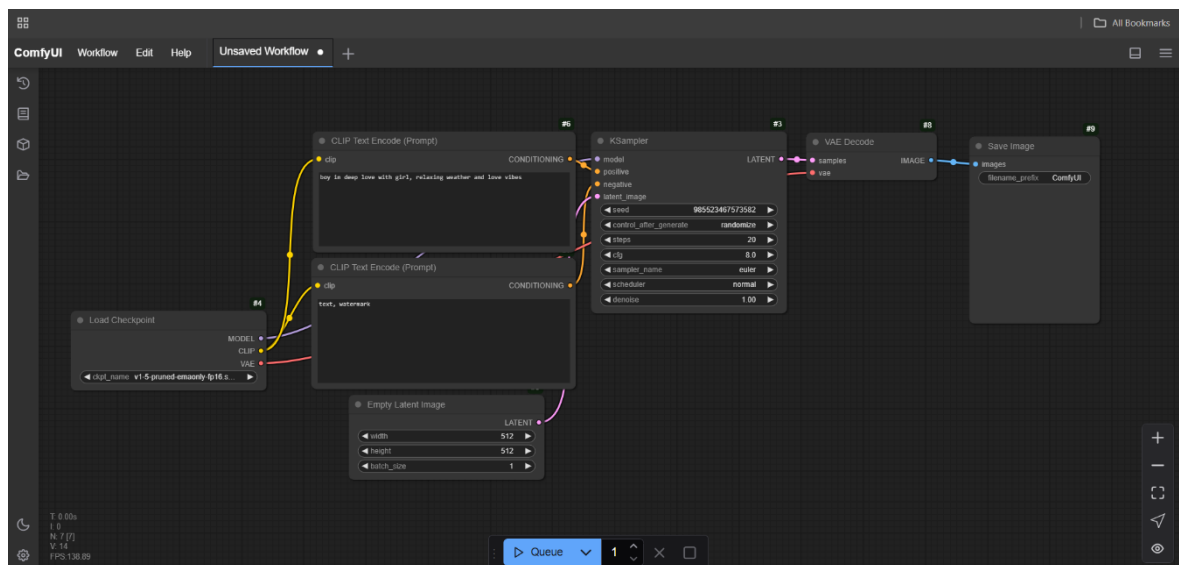 All Bookmarks
ComfyUI Workflow Edit Help Unsaved Workflow
#6
CLIP Text Encode (Prompt)
clip CONDITIONING
boy in deep love with girl, relaxing weather and love vibes
CLIP Text Encode (Prompt)
clip CONDITIONING
text, watermark
#4
Load Checkpoint
MODEL
CLIP
VAE
ckpt_name v1-5-pruned-emaonly-fp16.s...
Empty Latent Image
LATENT
width 512
height 512
batch_size 1
#3
KSampler
model LATENT
positive
negative
latent_image
seed 985523467573582
control_after_generate randomize
steps 20
cfg 8.0
sampler_name euler
scheduler normal
denoise 1.00
#8
VAE Decode
samples IMAGE
vae
#9
Save Image
images
filename_prefix ComfyUI
T: 0.00s
I: 0
N: 7 [7]
V: 14
FPS:138.89
Queue 1